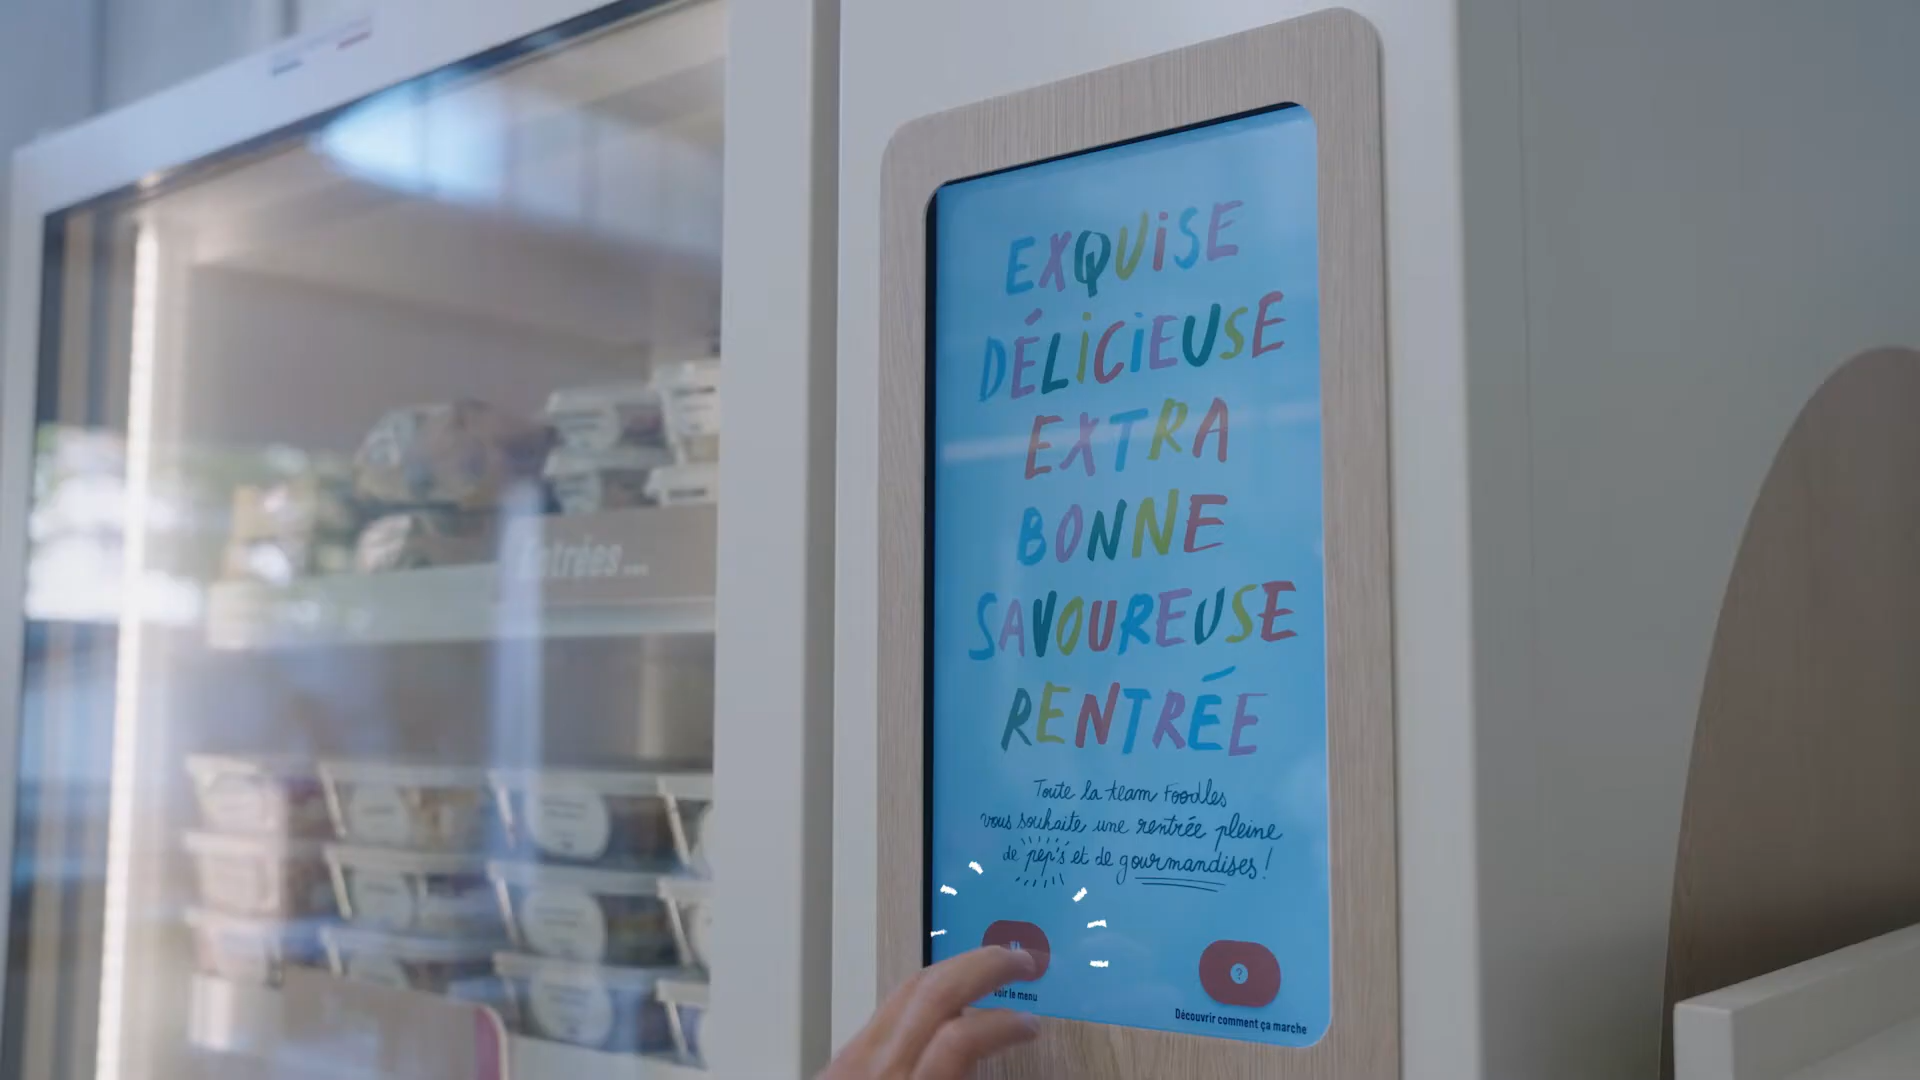 Entrées...
EXQUiSE
DÉLiCiEUSE
EXTRA
BONNE
SAVOUREUSE
RENTRÉE
Toute la team Foodles
vous souhaite une rentrée pleine
de pep's et de gourmandises !
?
Voir le menu
Découvrir comment ça marche